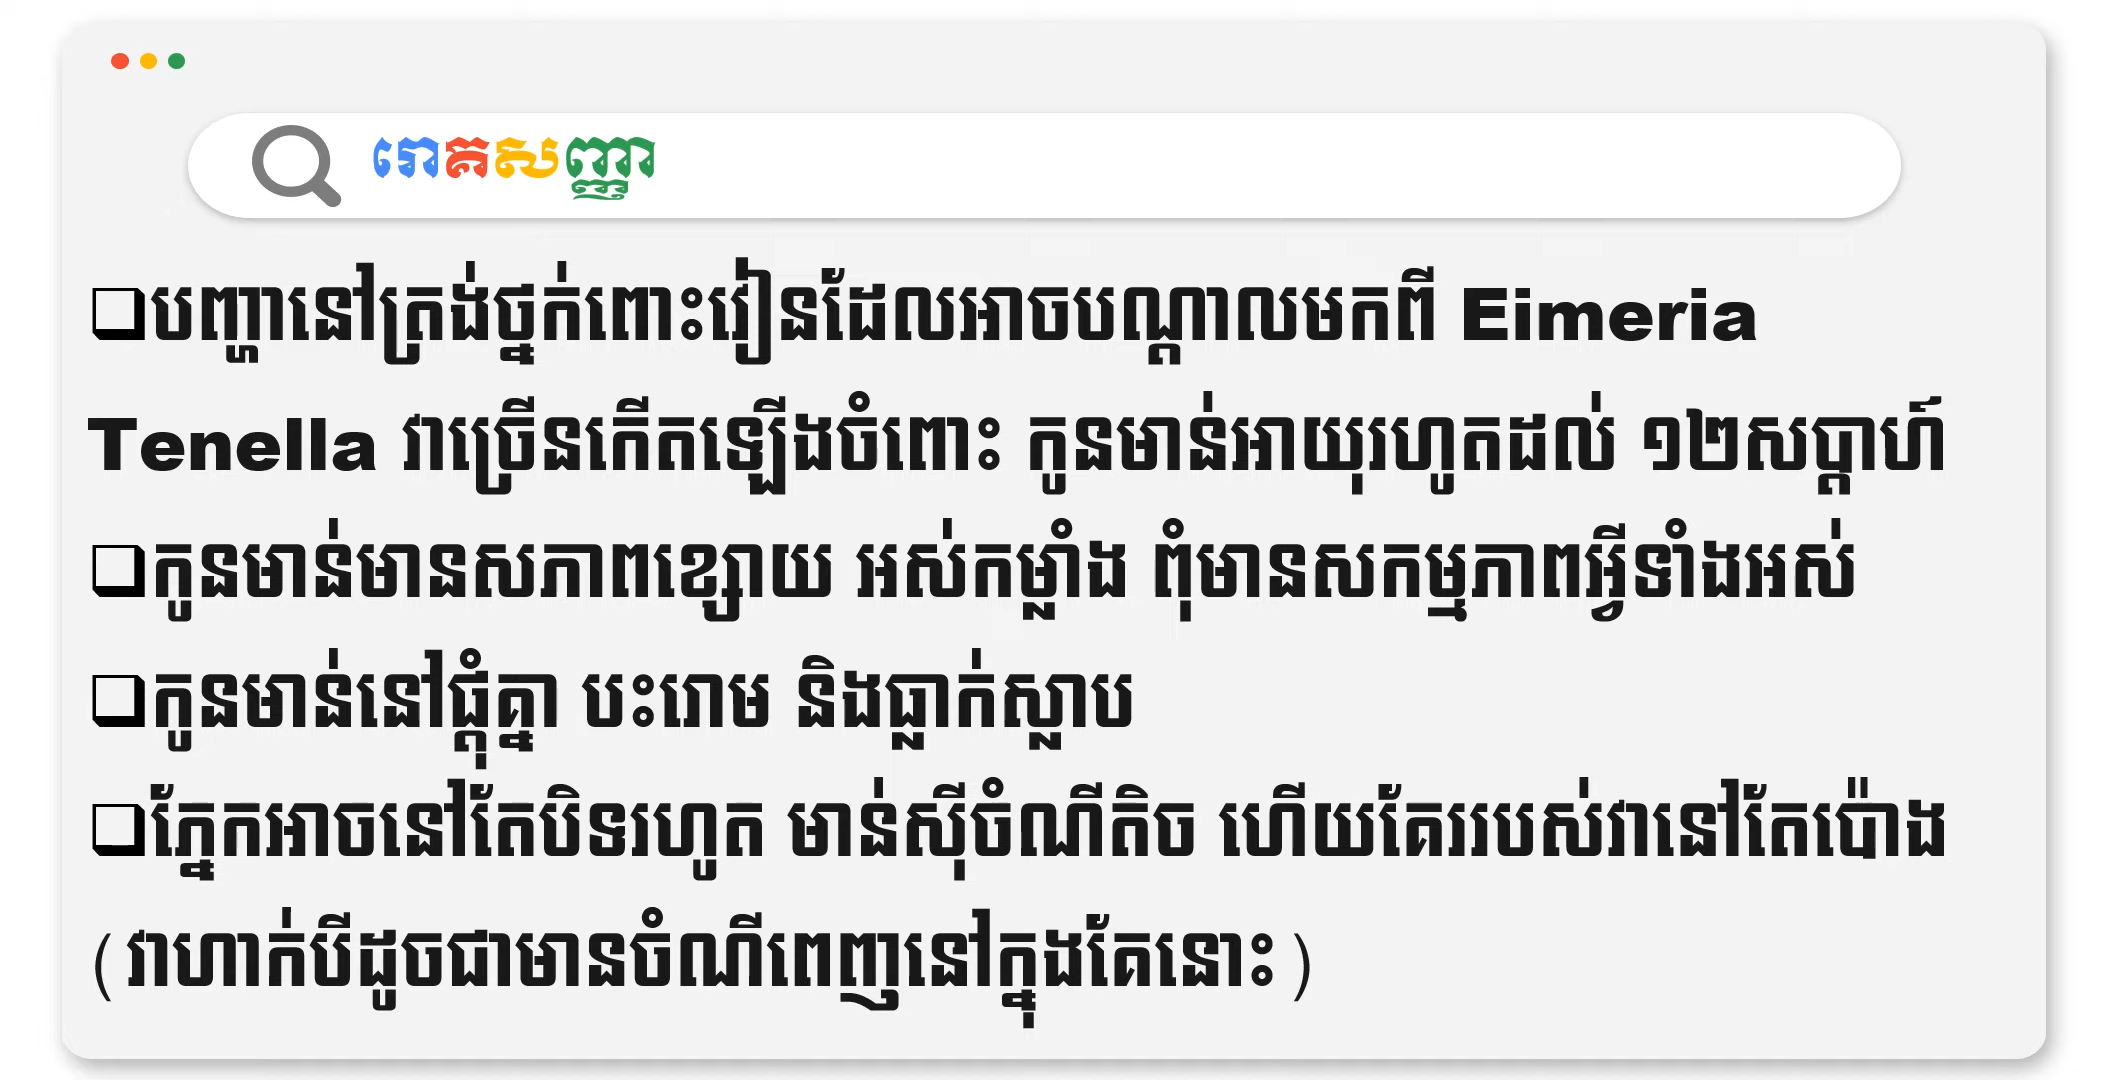 រោគសញ្ញា
❑បញ្ហានៅត្រង់ថ្នក់ពោះវៀនដែលអាចបណ្ដាលមកពី Eimeria
Tenella វាច្រើនកើតឡើងចំពោះ កូនមាន់អាយុរហូតដល់ ១២សប្ដាហ៍
❑កូនមាន់មានសភាពខ្សោយ អស់កម្លាំង ពុំមានសកម្មភាពអ្វីទាំងអស់
❑កូនមាន់នៅផ្ដុំគ្នា បះរោម និងធ្លាក់ស្លាប
❑ភ្នែកអាចនៅតែបិទរហូត មាន់ស៊ីចំណីតិច ហើយគែររបស់វានៅតែប៉ោង
(វាហាក់បីដូចជាមានចំណីពេញនៅក្នុងគែនោះ)